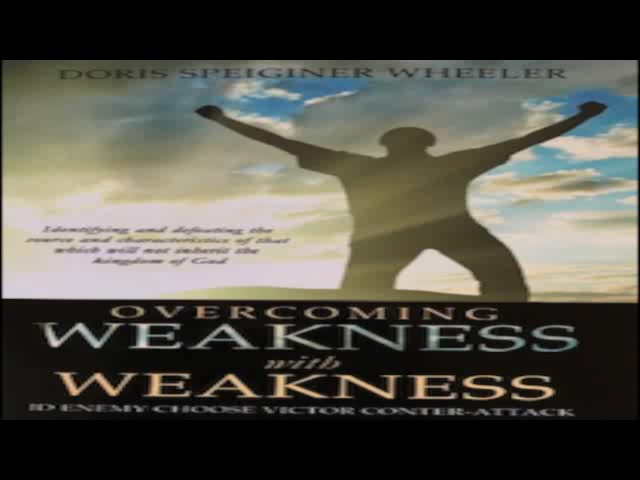 DORIS SPEIGINER WHEELER
Identifying and defeating the
source and characteristics of that
which will not inherit the
kingdom of God
OVERCOMING
WEAKNESS
with
WEAKNESS
ID ENEMY CHOOSE VICTOR CONTER-ATTACK